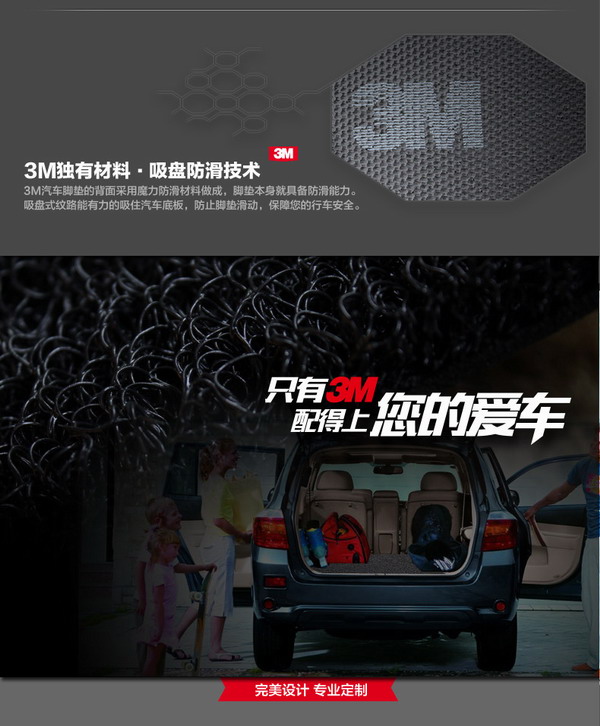 3M
3M
3M独有材料·吸盘防滑技术
3M汽车脚垫的背面采用魔力防滑材料做成，脚垫本身就具备防滑能力。
吸盘式纹路能有力的吸住汽车底板，防止脚垫滑动，保障您的行车安全。
只有3M
配得上 您的爱车
完美设计 专业定制